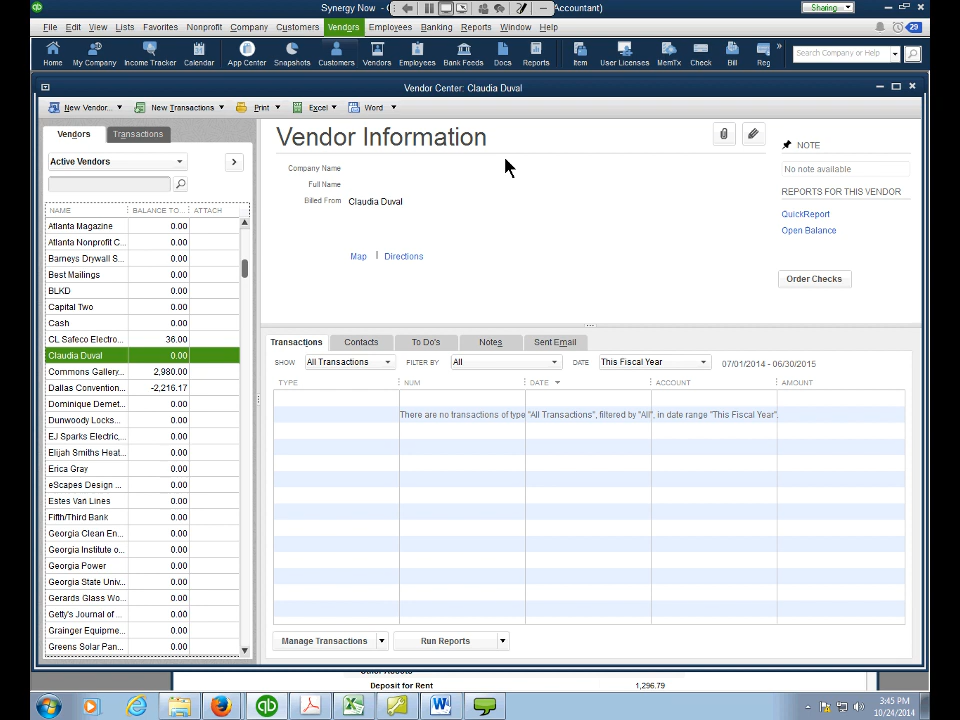 Synergy Now - (
Accountant)
Sharing
File Edit View Lists Favorites Nonprofit Company Customers Vendors Employees Banking Reports Window Help
29
Home My Company Income Tracker Calendar App Center Snapshots Customers Vendors Employees Bank Feeds Docs Reports Item User Licenses MemTx Check Bill Reg
Search Company or Help
Vendor Center: Claudia Duval
New Vendor... New Transactions Print Excel Word
Vendors Transactions
Active Vendors
NAME BALANCE TO... ATTACH
Atlanta Magazine 0.00
Atlanta Nonprofit C... 0.00
Barneys Drywall S... 0.00
Best Mailings 0.00
BLKD 0.00
Capital Two 0.00
Cash 0.00
CL Safeco Electro... 36.00
Claudia Duval 0.00
Commons Gallery... 2,980.00
Dallas Convention... -2,216.17
Dominique Demet... 0.00
Dunwoody Locks... 0.00
EJ Sparks Electric,... 0.00
Elijah Smiths Heat... 0.00
Erica Gray 0.00
eScapes Design ... 0.00
Estes Van Lines 0.00
Fifth/Third Bank 0.00
Georgia Clean En... 0.00
Georgia Institute o... 0.00
Georgia Power 0.00
Georgia State Univ... 0.00
Gerards Glass Wo... 0.00
Getty's Journal of ... 0.00
Grainger Equipme... 0.00
Greens Solar Pan... 0.00
Vendor Information
Company Name
Full Name
Billed From Claudia Duval
Map | Directions
NOTE
No note available
REPORTS FOR THIS VENDOR
QuickReport
Open Balance
Order Checks
Transactions Contacts To Do's Notes Sent Email
SHOW All Transactions FILTER BY All DATE This Fiscal Year 07/01/2014 - 06/30/2015
TYPE NUM DATE ACCOUNT AMOUNT
There are no transactions of type "All Transactions", filtered by "All", in date range "This Fiscal Year".
Manage Transactions Run Reports
Other Assets
Deposit for Rent 1,296.79
3:45 PM
10/24/2014